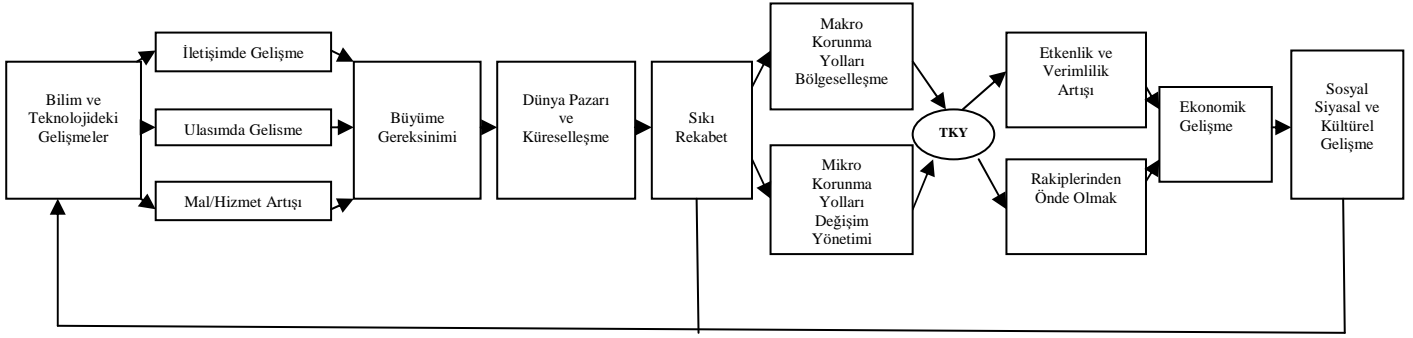 Bilim ve
Teknolojideki
Gelişmeler
İletişimde Gelişme
Ulasımda Gelisme
Mal/Hizmet Artışı
Büyüme
Gereksinimi
Dünya Pazarı
ve
Küreselleşme
Sıkı
Rekabet
Makro
Korunma
Yolları
Bölgeselleşme
Mikro
Korunma
Yolları
Değişim
Yönetimi
TKY
Etkenlik ve
Verimlilik
Artışı
Rakiplerinden
Önde Olmak
Ekonomik
Gelişme
Sosyal
Siyasal ve
Kültürel
Gelişme